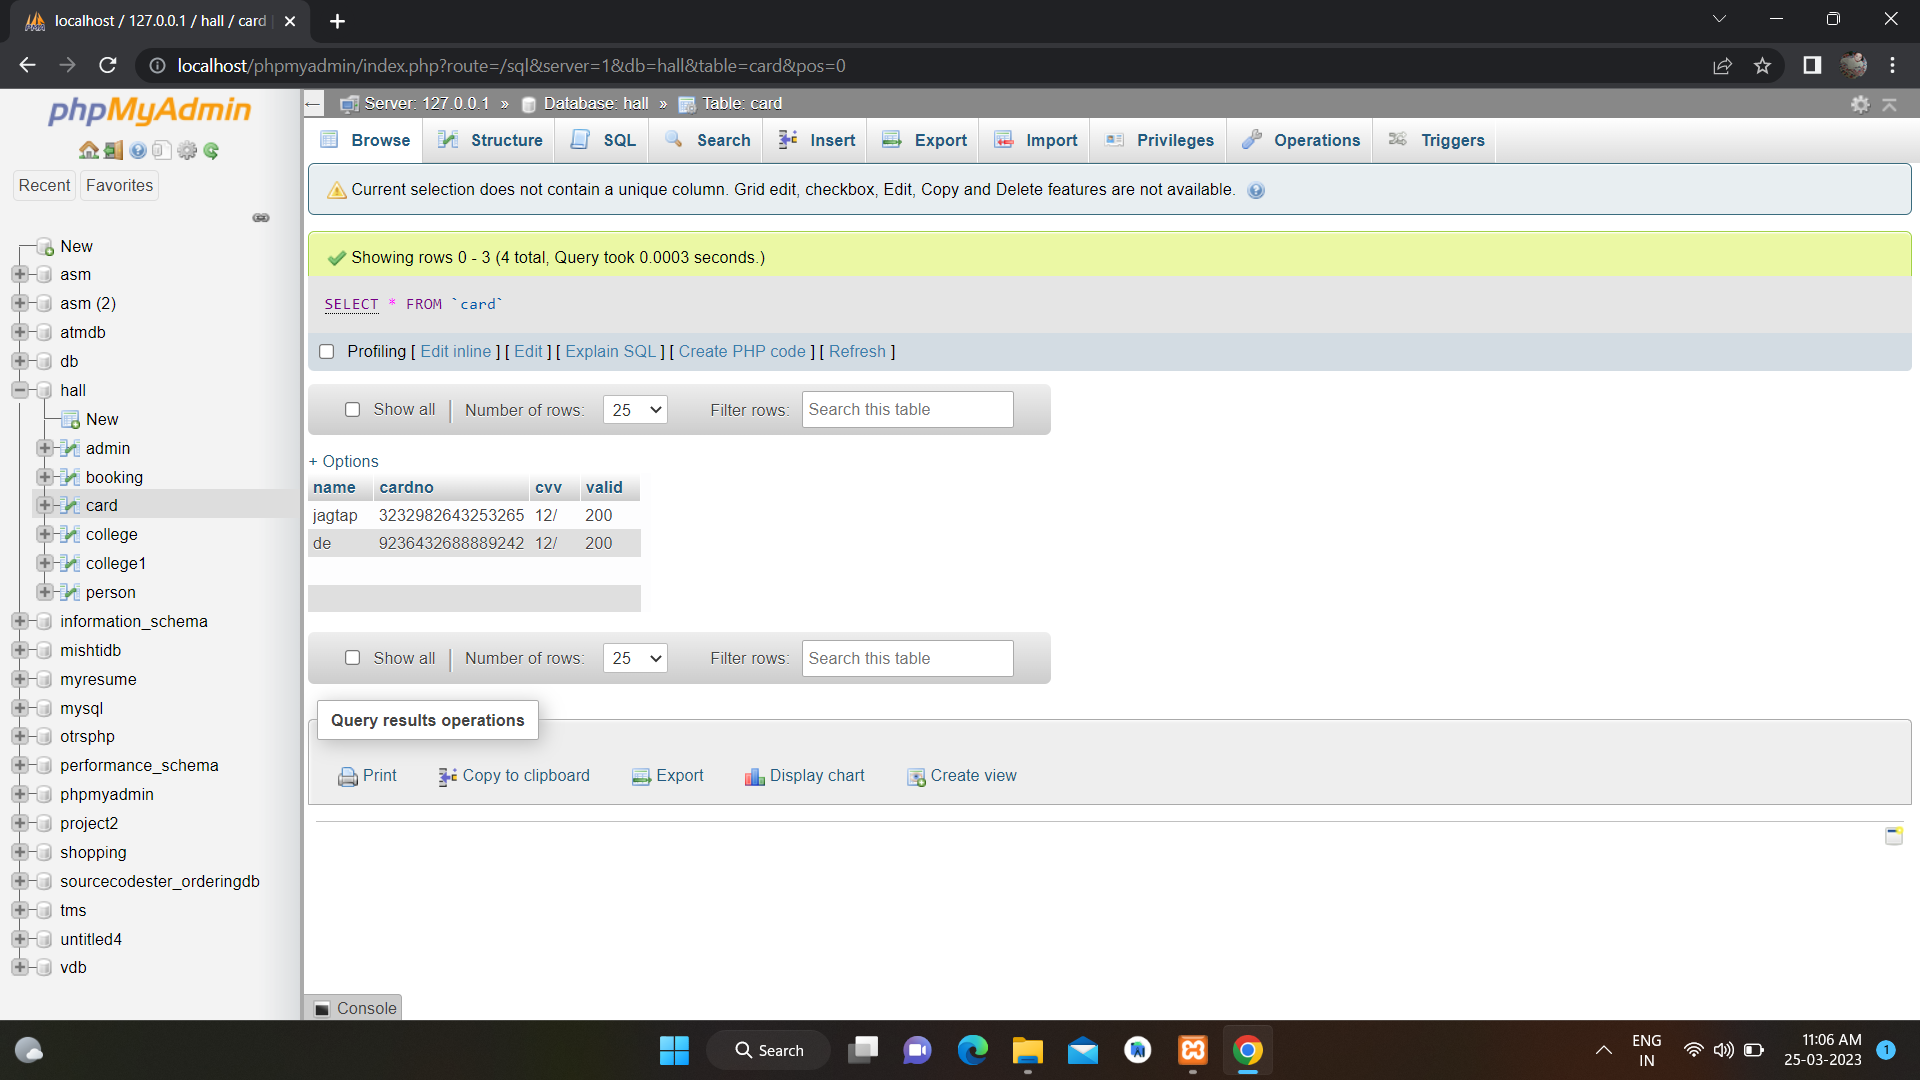 localhost / 127.0.0.1 / hall / card
localhost/phpmyadmin/index.php?route=/sql&server=1&db=hall&table=card&pos=0
phpMyAdmin
Recent
Favorites
New
asm
asm (2)
atmdb
db
hall
New
admin
booking
card
college
college1
person
information_schema
mishtidb
myresume
mysql
otrsphp
performance_schema
phpmyadmin
project2
shopping
sourcecodester_orderingdb
tms
untitled4
vdb
Server: 127.0.0.1 » Database: hall » Table: card
Browse Structure SQL Search Insert Export Import Privileges Operations Triggers
Current selection does not contain a unique column. Grid edit, checkbox, Edit, Copy and Delete features are not available.
Showing rows 0 - 3 (4 total, Query took 0.0003 seconds.)
SELECT * FROM `card`
Profiling [ Edit inline ] [ Edit ] [ Explain SQL ] [ Create PHP code ] [ Refresh ]
Show all Number of rows: 25 Filter rows: Search this table
+ Options
name cardno cvv valid
jagtap 3232982643253265 12/ 200
de 9236432688889242 12/ 200
Show all Number of rows: 25 Filter rows: Search this table
Query results operations
Print Copy to clipboard Export Display chart Create view
Console
Search
ENG
IN
11:06 AM
25-03-2023
1